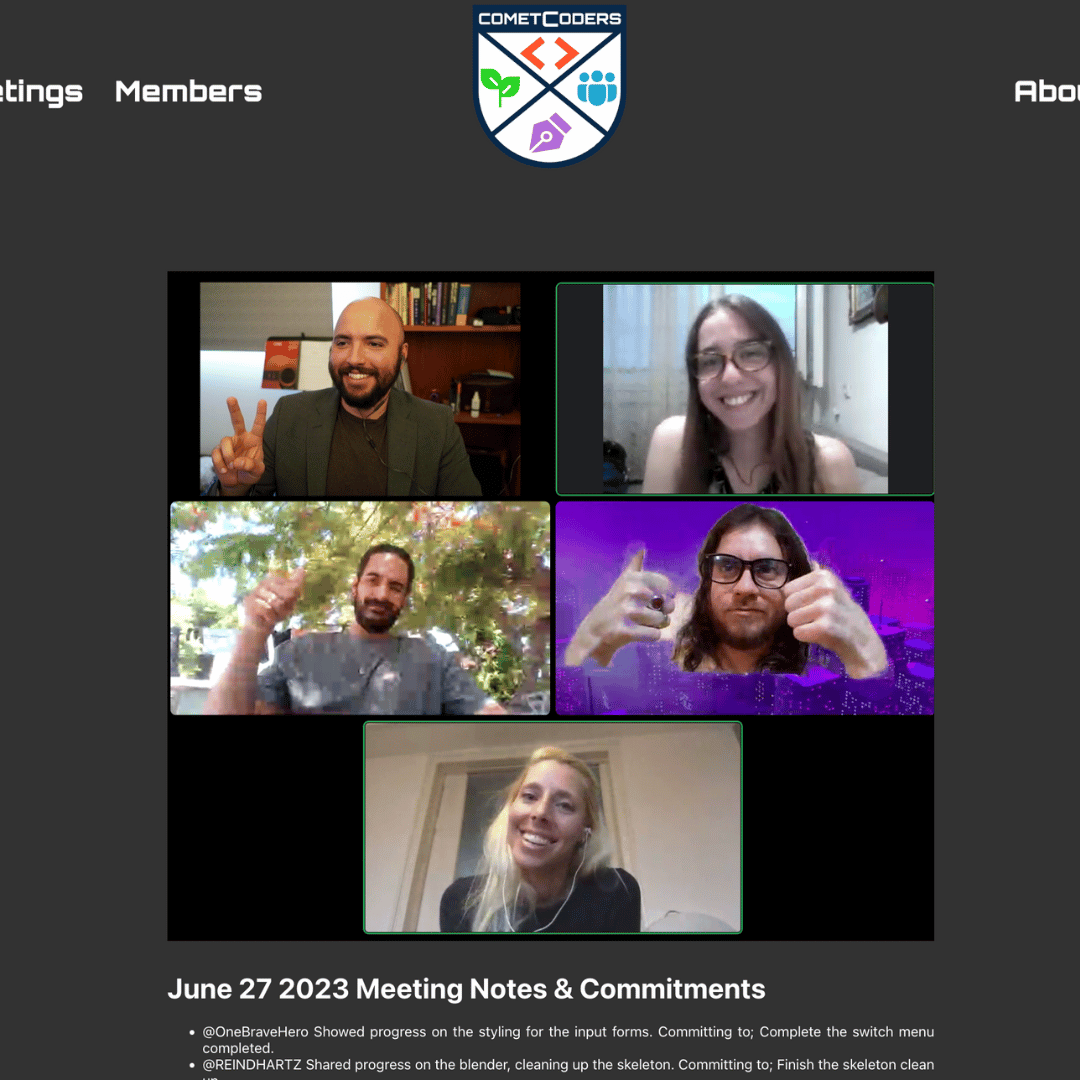 COMETCODERS
etings Members Abou
June 27 2023 Meeting Notes & Commitments
• @OneBraveHero Showed progress on the styling for the input forms. Committing to; Complete the switch menu
completed.
• @REINDHARTZ Shared progress on the blender, cleaning up the skeleton. Committing to; Finish the skeleton clean